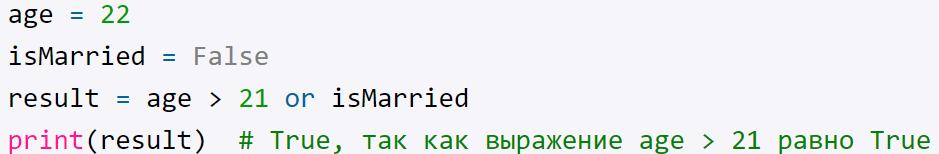 age = 22
isMarried = False
result = age > 21 or isMarried
print(result)  # True, так как выражение age > 21 равно True